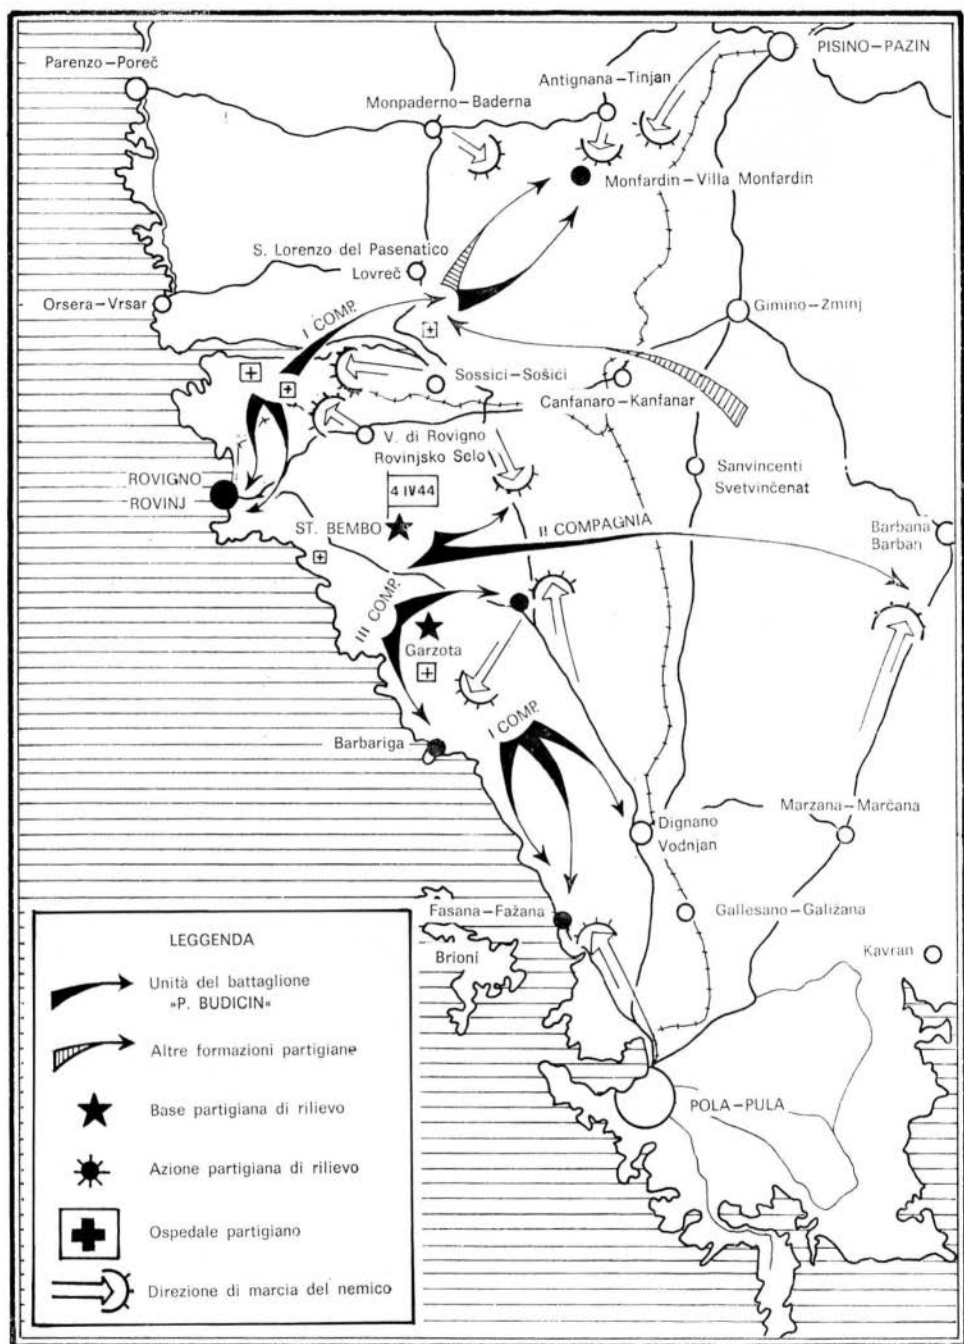 PISINO–PAZIN
Parenzo–Poreč
Antignana–Tinjan
Monpaderno–Baderna
Monfardin–Villa Monfardin
S. Lorenzo del Pasenatico
Lovreč
Orsera–Vrsar
I COMP.
Gimino–Zminj
Sossici–Sošići
Canfanaro–Kanfanar
V. di Rovigno
Rovinjsko Selo
ROVIGNO
ROVINJ
Sanvincenti
Svetvinčenat
4 IV 44
ST. BEMBO
II COMPAGNIA
Barbana
Barban
III COMP.
Garzota
I COMP.
Barbariga
Marzana–Marčana
Dignano
Vodnjan
Fasana–Fažana
Gallesano–Galižana
Brioni
Kavran
POLA–PULA
LEGGENDA
Unità del battaglione
»P. BUDICIN«
Altre formazioni partigiane
Base partigiana di rilievo
Azione partigiana di rilievo
Ospedale partigiano
Direzione di marcia del nemico